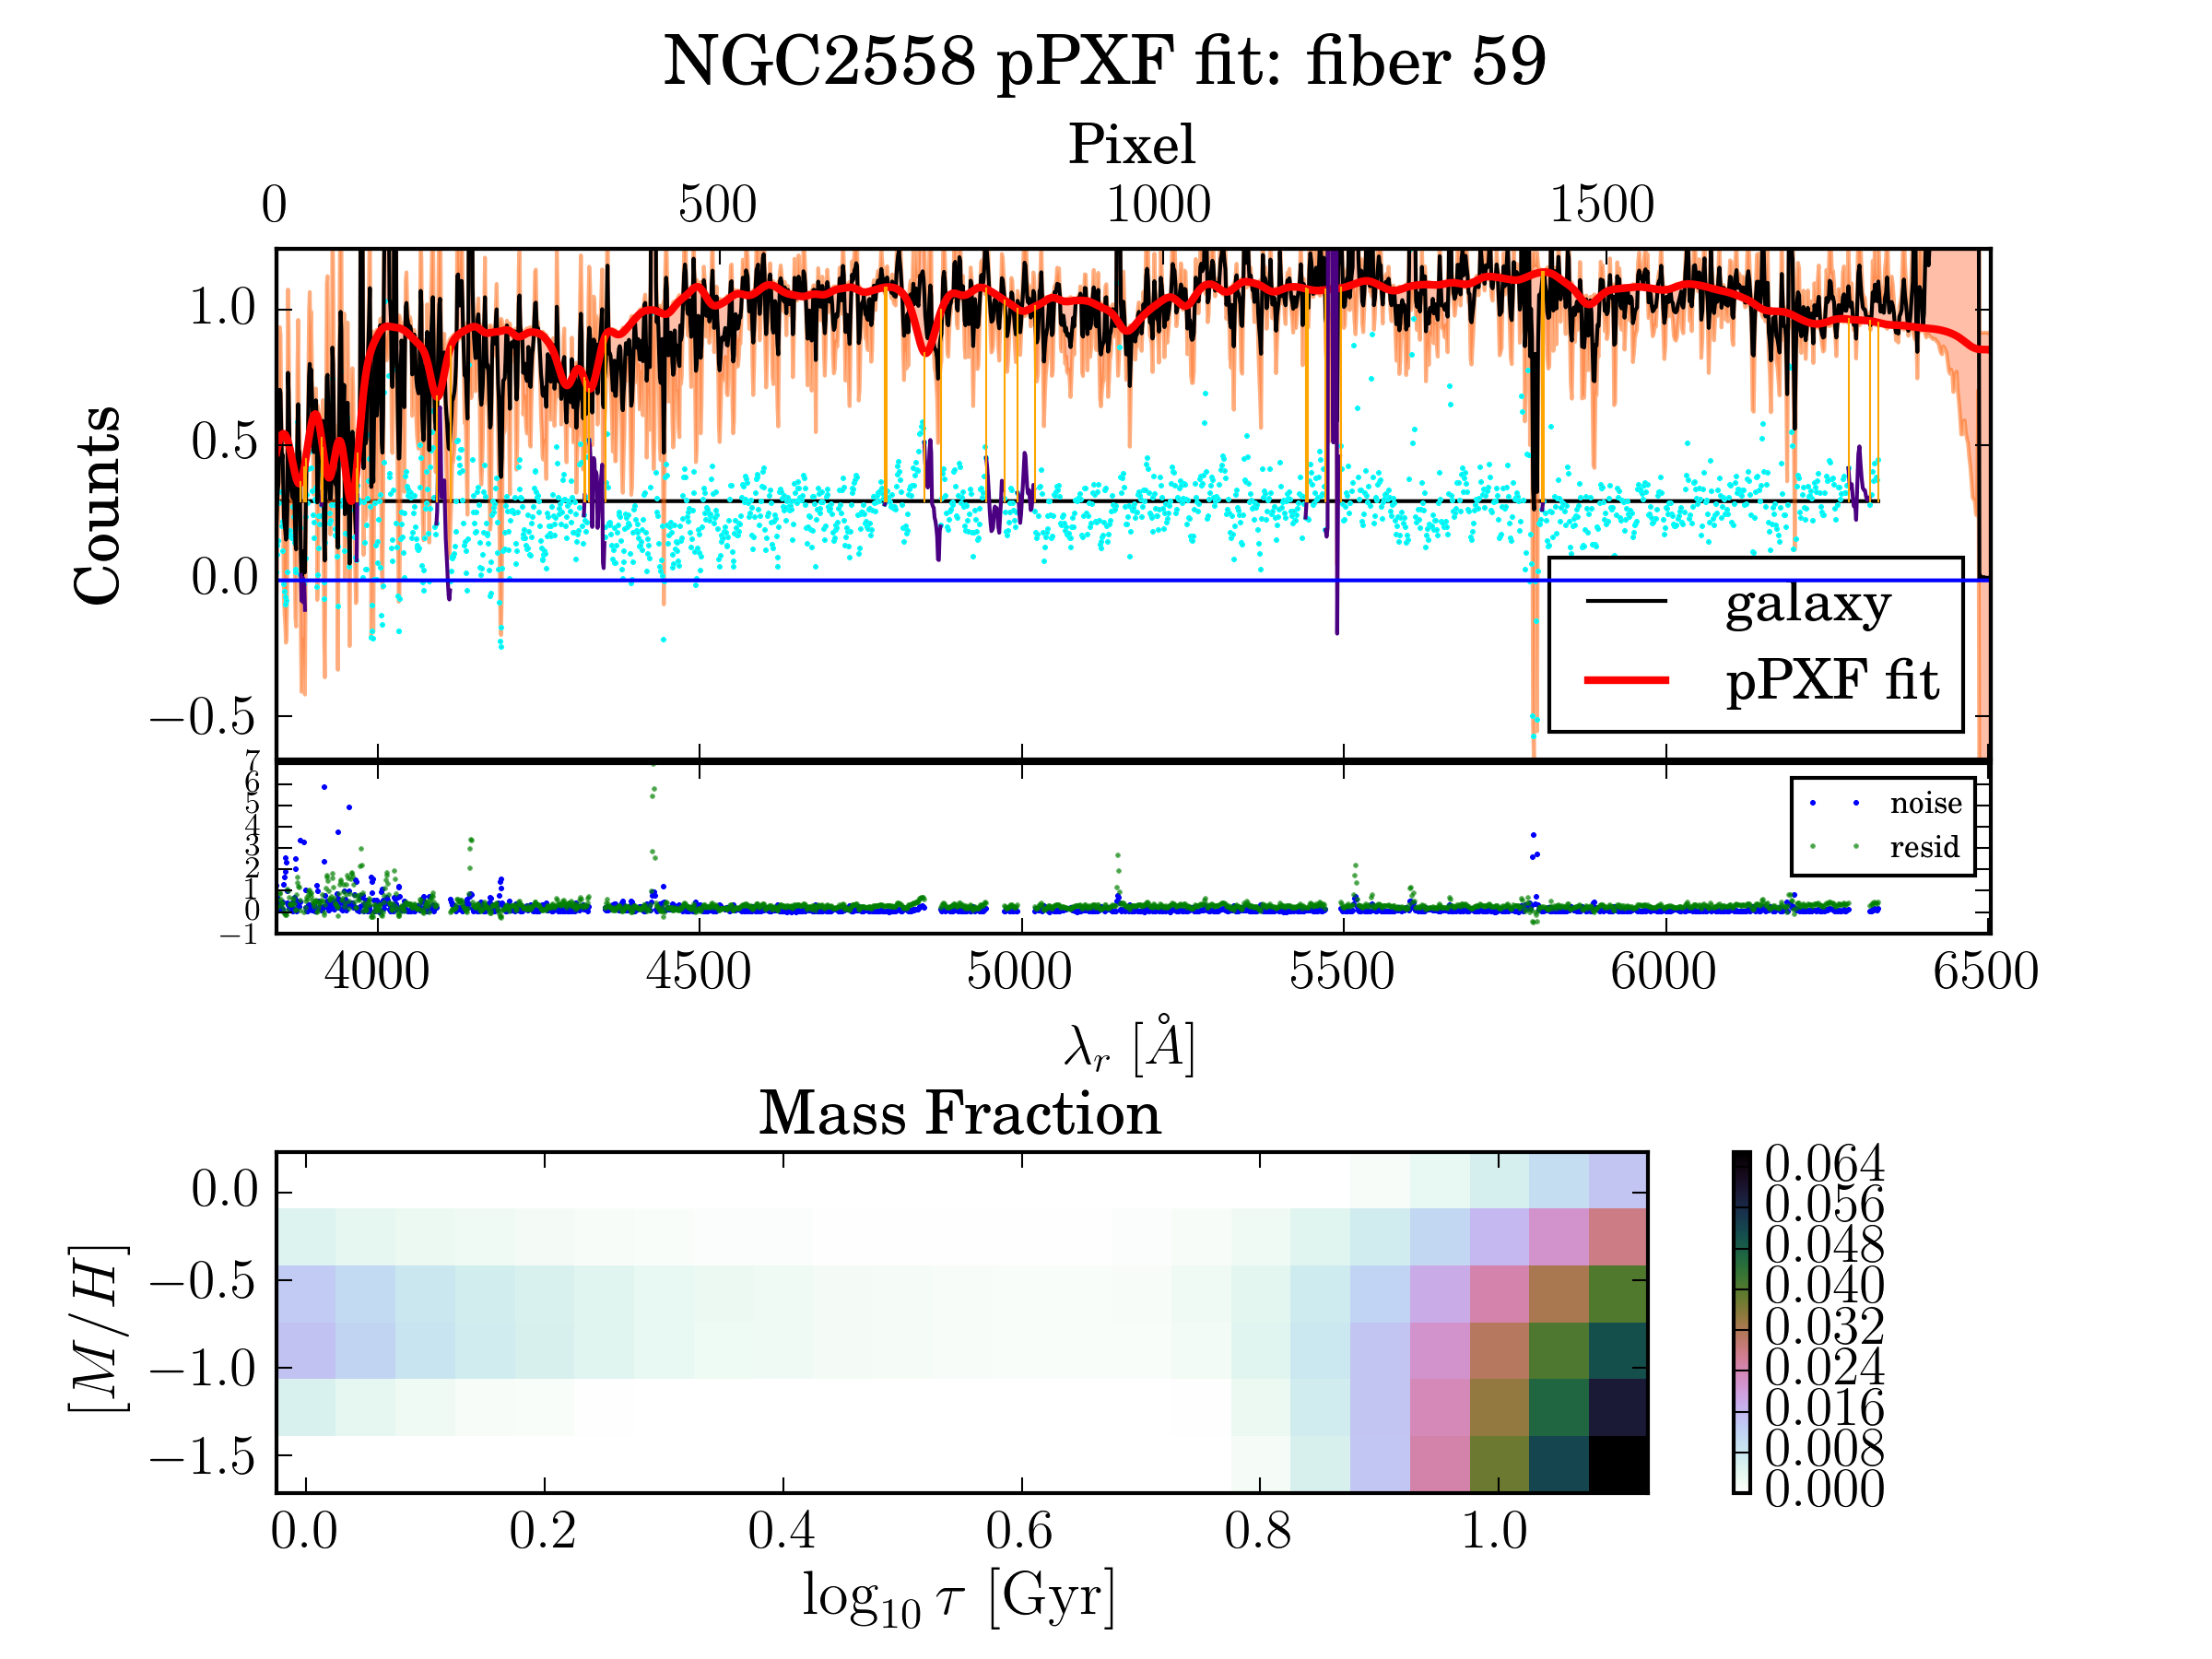 NGC2558 pPXF fit: fiber 59
Pixel
0 500 1000 1500
Counts
1.0
0.5
0.0
−0.5
galaxy
pPXF fit
7
6
5
4
3
2
1
0
−1
noise
resid
4000 4500 5000 5500 6000 6500
λr [Å]
Mass Fraction
[M/H]
0.0
−0.5
−1.0
−1.5
0.0 0.2 0.4 0.6 0.8 1.0
log10 τ [Gyr]
0.064
0.056
0.048
0.040
0.032
0.024
0.016
0.008
0.000